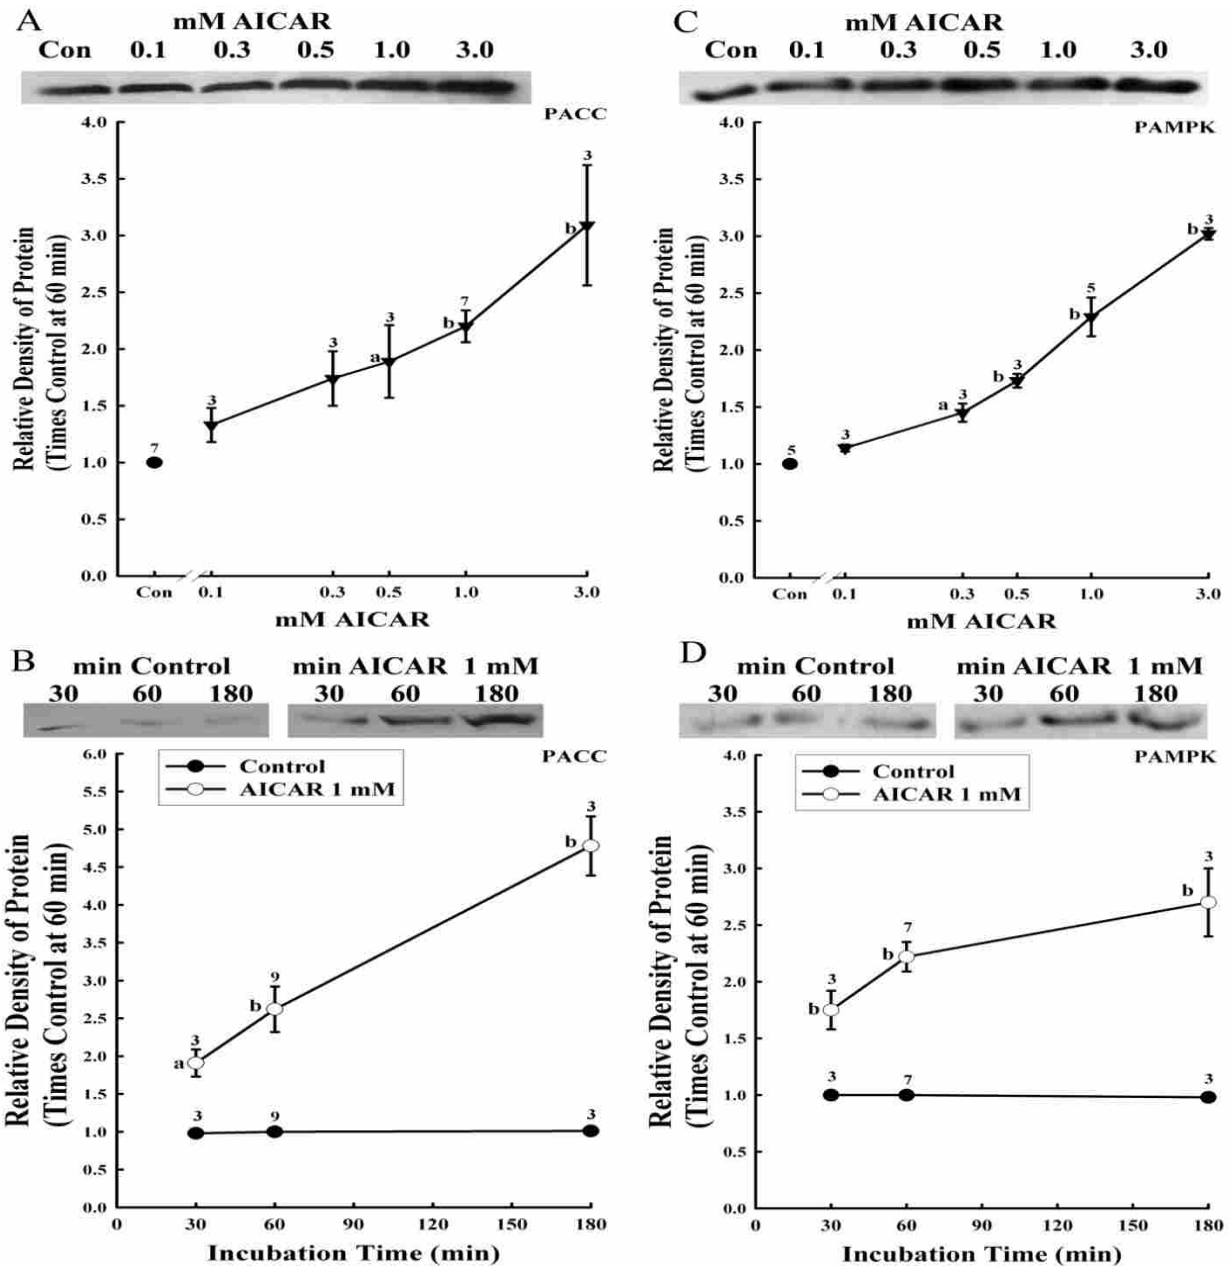 A
mM AICAR
Con 0.1 0.3 0.5 1.0 3.0
PACC
4.0
3.5
3.0
2.5
2.0
1.5
1.0
0.5
0.0
Relative Density of Protein
(Times Control at 60 min)
7
3
3
3
a
7
b
3
b
Con 0.1 0.3 0.5 1.0 3.0
mM AICAR
C
mM AICAR
Con 0.1 0.3 0.5 1.0 3.0
PAMPK
4.0
3.5
3.0
2.5
2.0
1.5
1.0
0.5
0.0
Relative Density of Protein
(Times Control at 60 min)
5
3
3
a
3
b
5
b
3
b
Con 0.1 0.3 0.5 1.0 3.0
mM AICAR
B
min Control
30 60 180
min AICAR 1 mM
30 60 180
PACC
Control
AICAR 1 mM
6.0
5.5
5.0
4.5
4.0
3.5
3.0
2.5
2.0
1.5
1.0
0.5
0.0
Relative Density of Protein
(Times Control at 60 min)
3
a
9
b
3
b
3 9 3
0 30 60 90 120 150 180
Incubation Time (min)
D
min Control
30 60 180
min AICAR 1 mM
30 60 180
PAMPK
Control
AICAR 1 mM
4.0
3.5
3.0
2.5
2.0
1.5
1.0
0.5
0.0
Relative Density of Protein
(Times Control at 60 min)
3
b
7
b
3
b
3 7 3
0 30 60 90 120 150 180
Incubation Time (min)